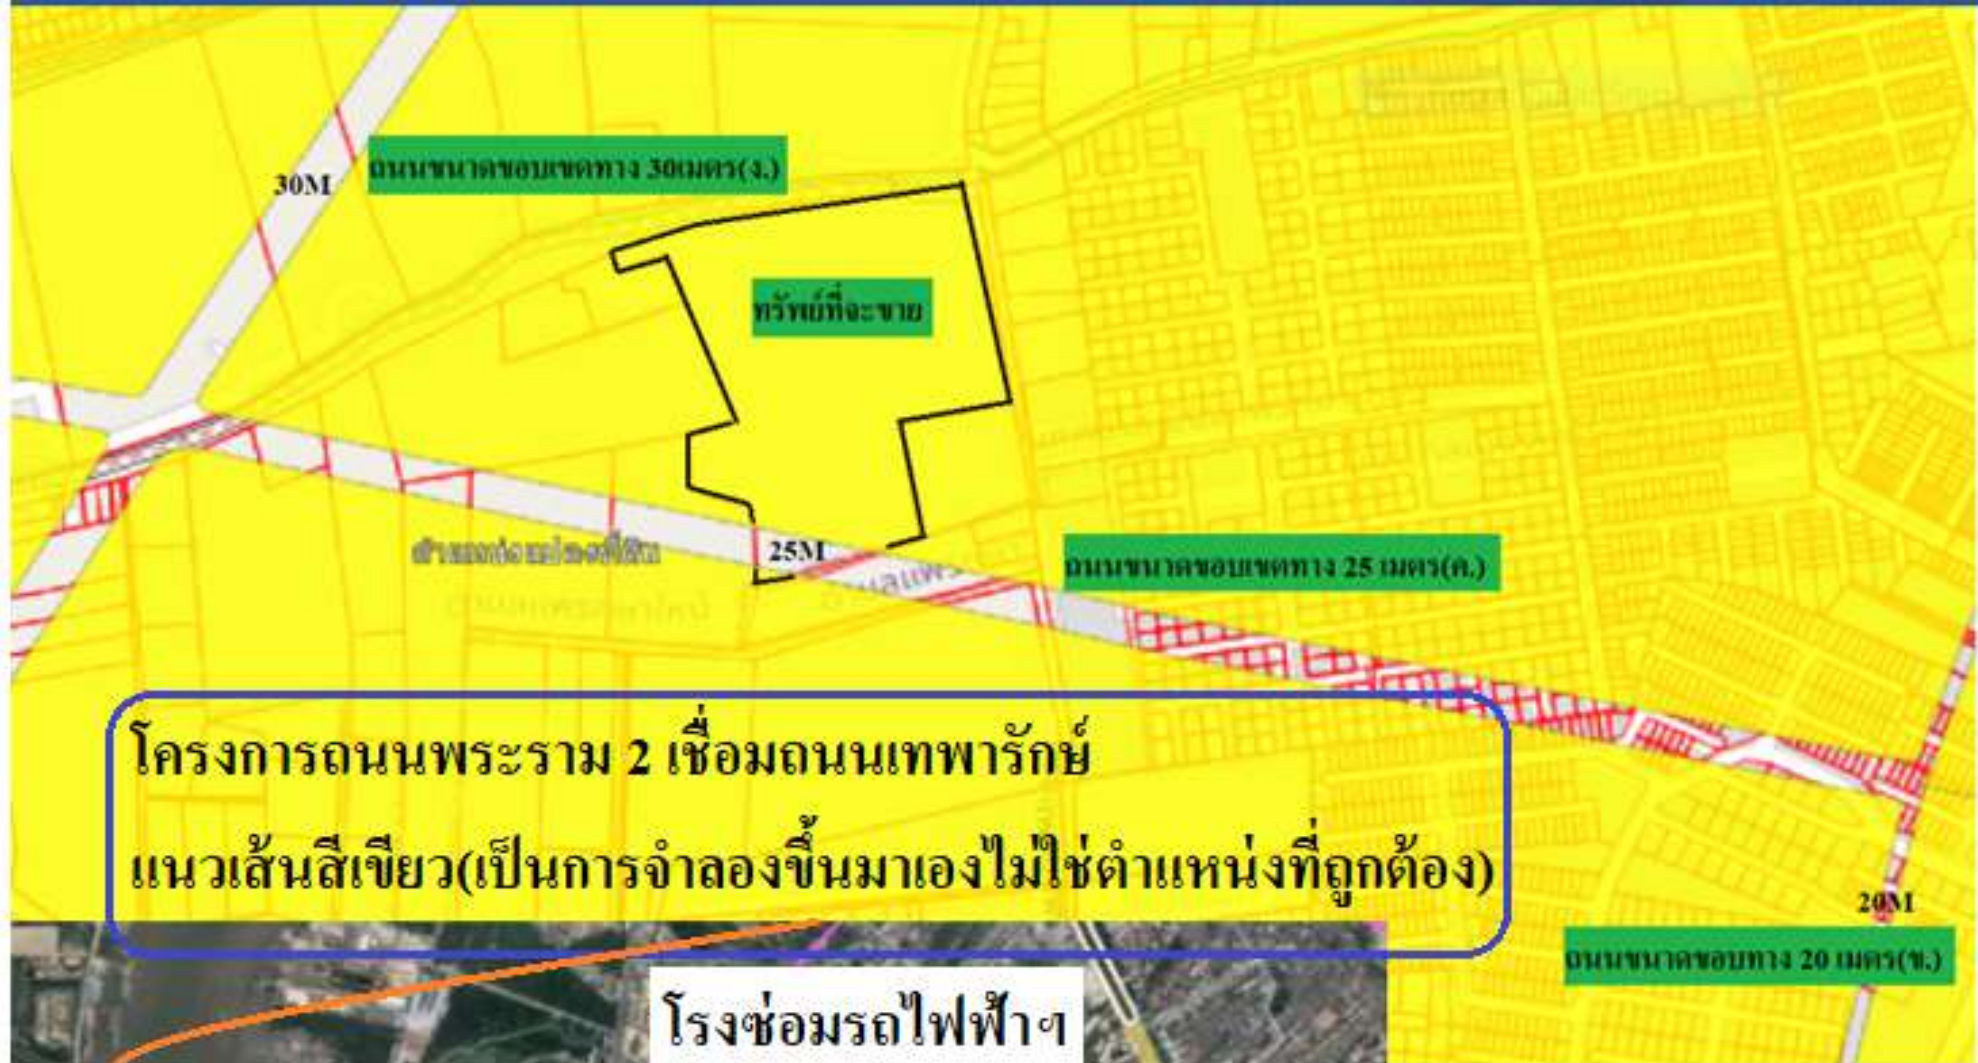 ถนนขนาดขอบเขตทาง 30เมตร(ง.)
30M
ทรัพย์ที่จะขาย
25M
ถนนขนาดขอบเขตทาง 25 เมตร(ค.)
โครงการถนนพระราม 2 เชื่อมถนนเทพารักษ์
แนวเส้นสีเขียว(เป็นการจำลองขึ้นมาเองไม่ใช่ตำแหน่งที่ถูกต้อง)
20M
ถนนขนาดขอบทาง 20 เมตร(ข.)
โรงซ่อมรถไฟฟ้าฯ